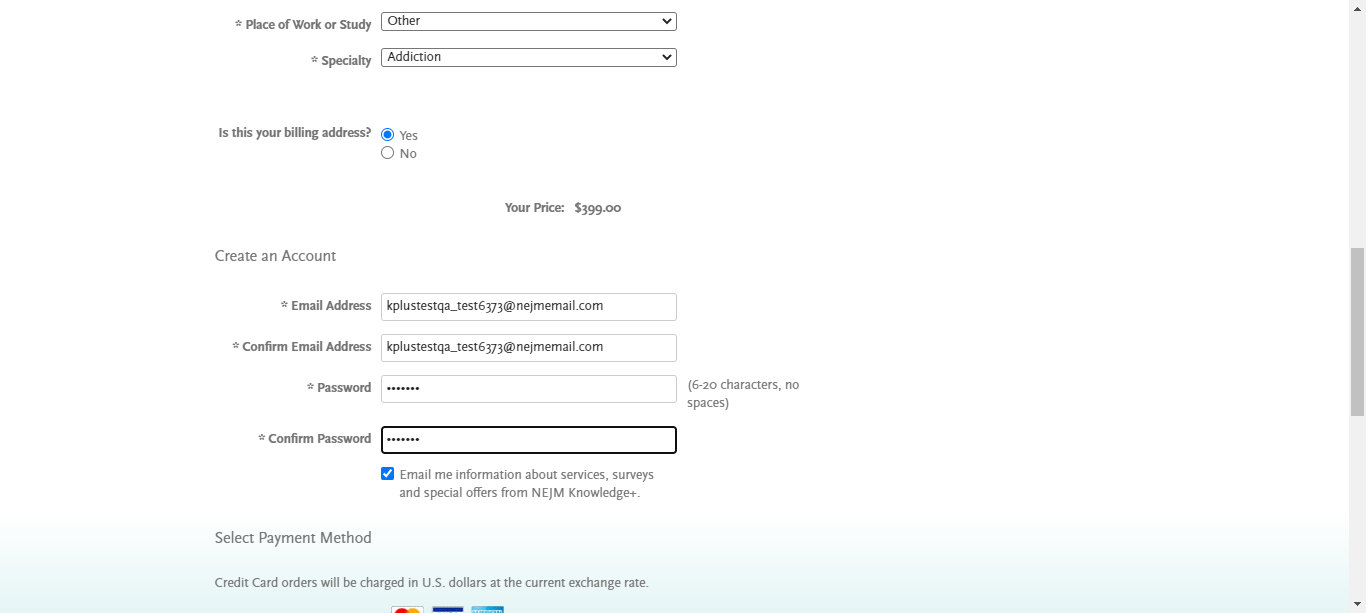 * Place of Work or Study Other
* Specialty Addiction
Is this your billing address? Yes
No
Your Price: $399.00
Create an Account
* Email Address kplustestqa_test6373@nejmemail.com
* Confirm Email Address kplustestqa_test6373@nejmemail.com
* Password ••••••• (6-20 characters, no
spaces)
* Confirm Password •••••••
Email me information about services, surveys
and special offers from NEJM Knowledge+.
Select Payment Method
Credit Card orders will be charged in U.S. dollars at the current exchange rate.